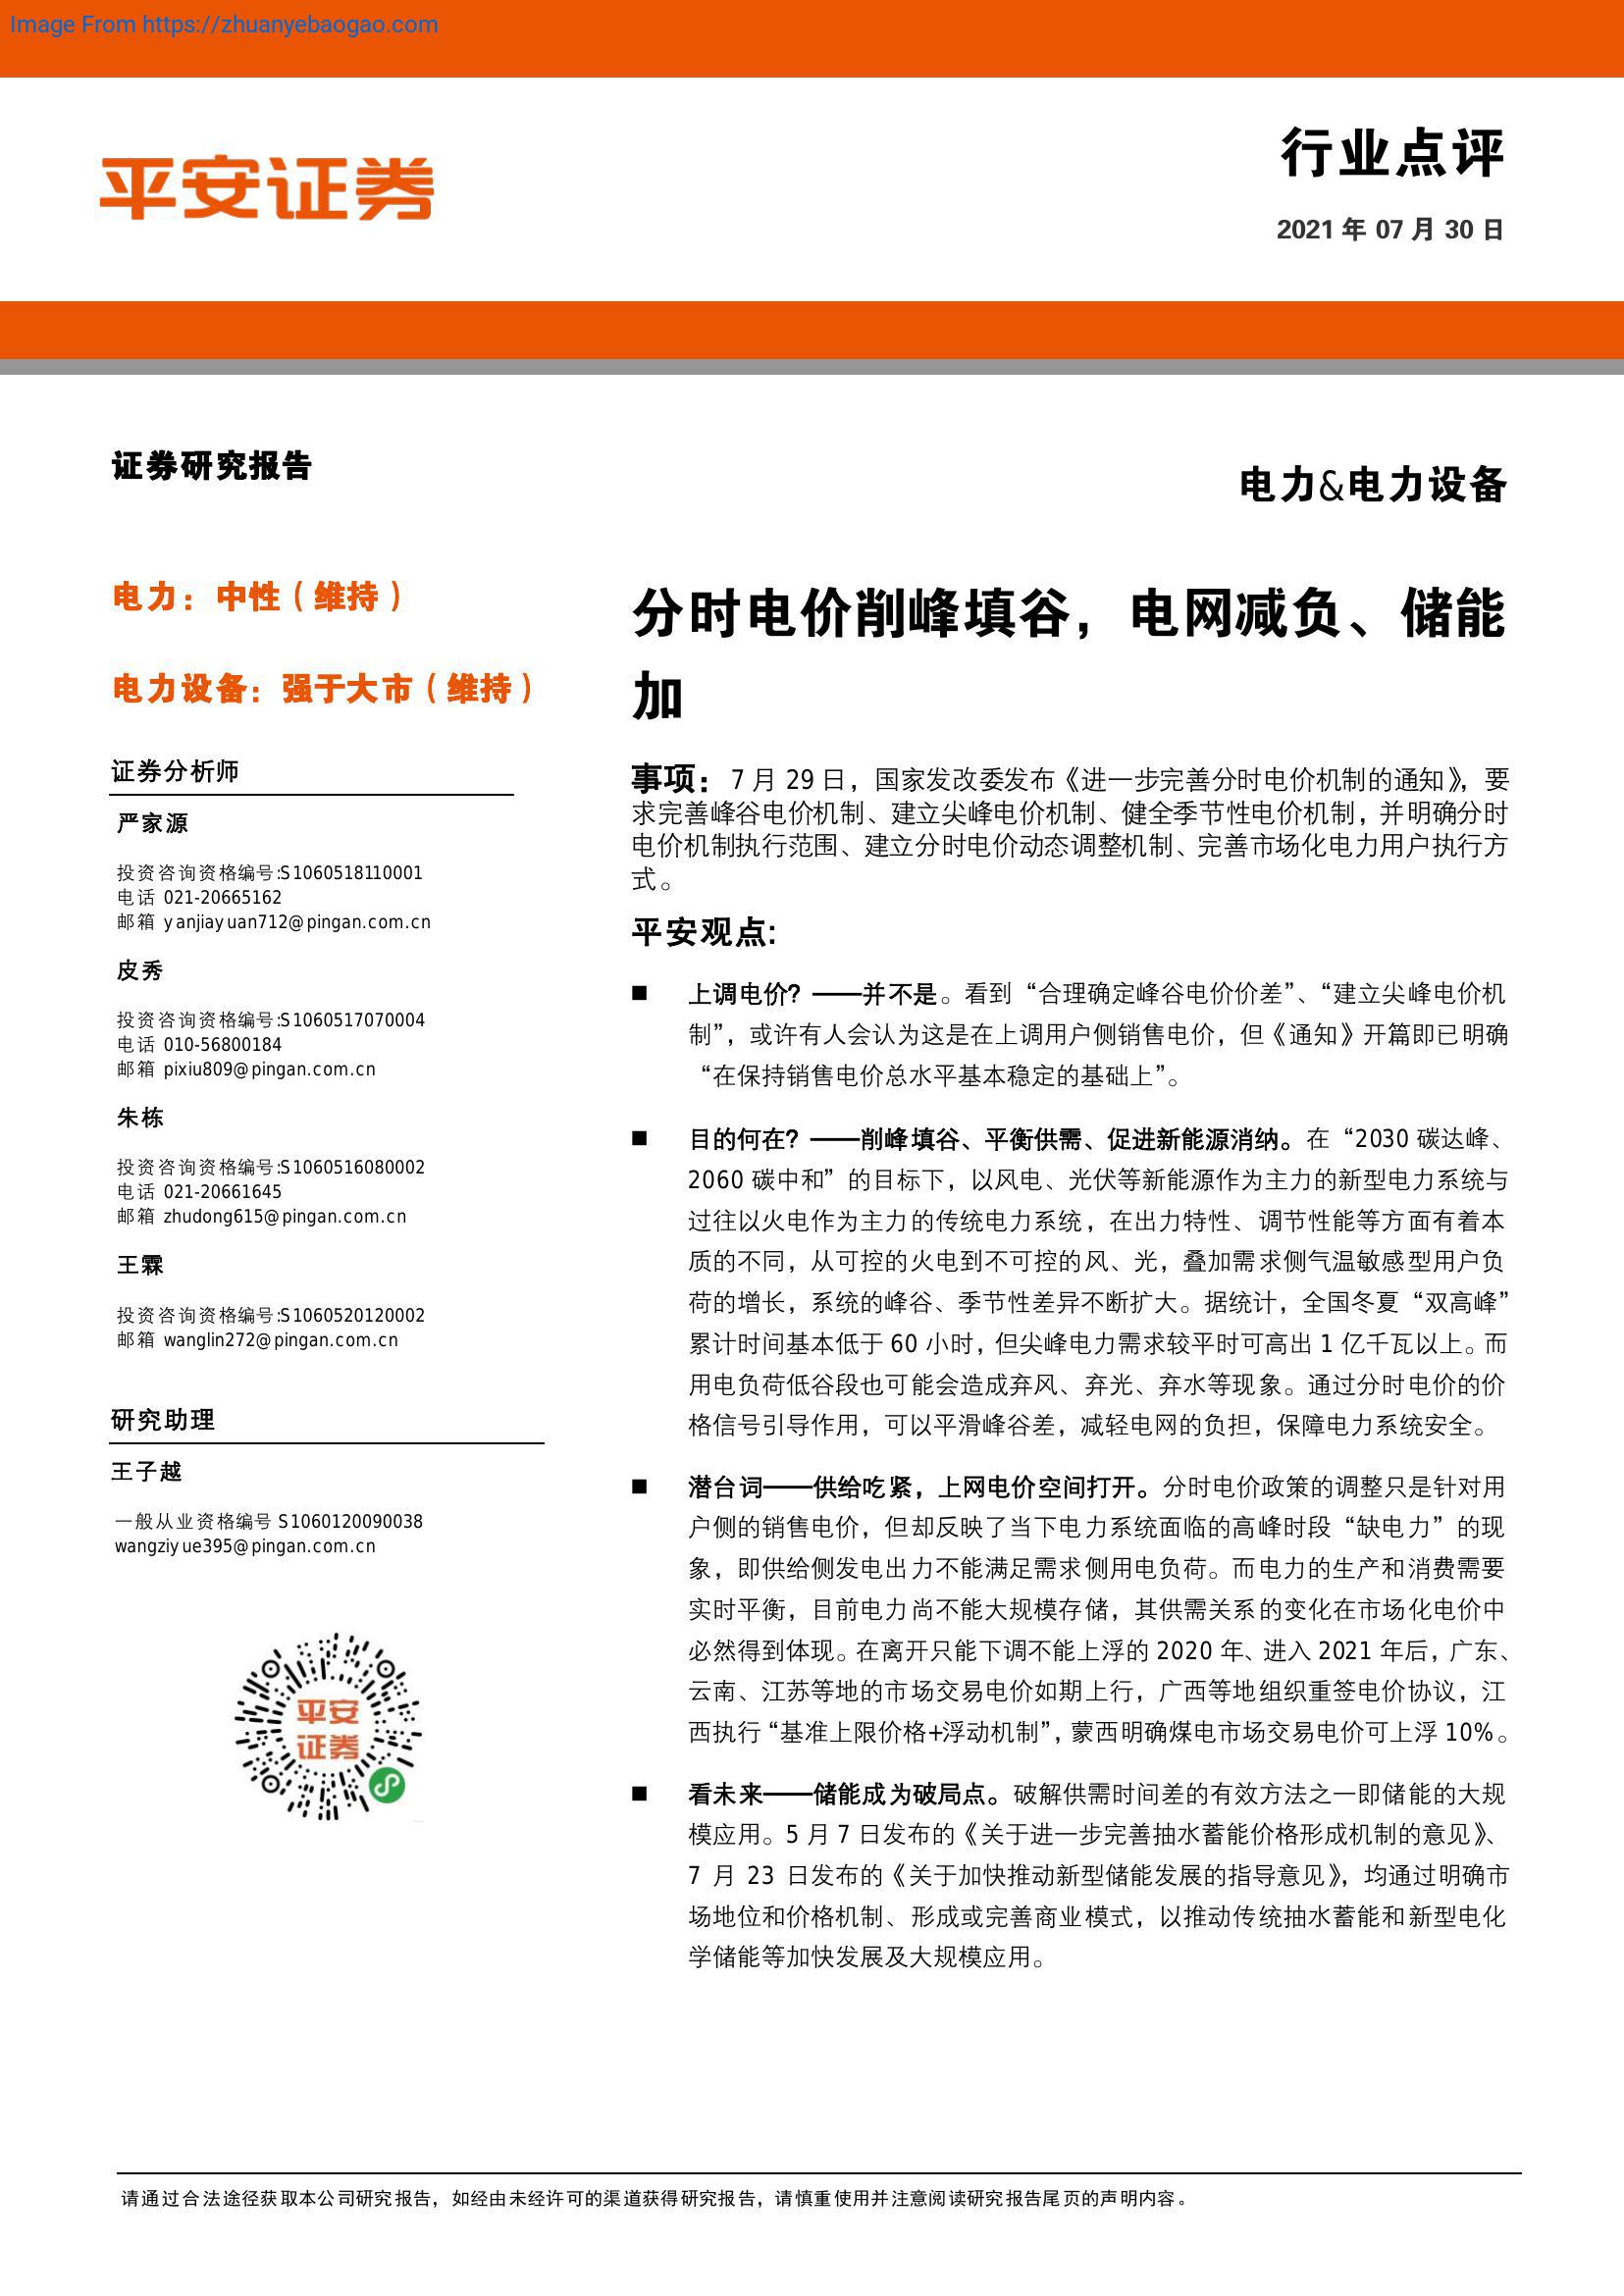 Image From https://zhuanyebaogao.com
平安证券
行业点评
2021 年 07 月 30 日
证券研究报告
电力&电力设备
电力：中性（维持）
电力设备：强于大市（维持）
证券分析师
严家源
投资咨询资格编号:S1060518110001
电话 021-20665162
邮箱 yanjiayuan712@pingan.com.cn
皮秀
投资咨询资格编号:S1060517070004
电话 010-56800184
邮箱 pixiu809@pingan.com.cn
朱栋
投资咨询资格编号:S1060516080002
电话 021-20661645
邮箱 zhudong615@pingan.com.cn
王霖
投资咨询资格编号:S1060520120002
邮箱 wanglin272@pingan.com.cn
研究助理
王子越
一般从业资格编号 S1060120090038
wangziyue395@pingan.com.cn
平安
证券
分时电价削峰填谷，电网减负、储能
加
事项：7 月 29 日，国家发改委发布《进一步完善分时电价机制的通知》，要
求完善峰谷电价机制、建立尖峰电价机制、健全季节性电价机制，并明确分时
电价机制执行范围、建立分时电价动态调整机制、完善市场化电力用户执行方
式。
平安观点:
■ 上调电价？——并不是。看到“合理确定峰谷电价价差”、“建立尖峰电价机
制”，或许有人会认为这是在上调用户侧销售电价，但《通知》开篇即已明确
“在保持销售电价总水平基本稳定的基础上”。
■ 目的何在？——削峰填谷、平衡供需、促进新能源消纳。在“2030 碳达峰、
2060 碳中和”的目标下，以风电、光伏等新能源作为主力的新型电力系统与
过往以火电作为主力的传统电力系统，在出力特性、调节性能等方面有着本
质的不同，从可控的火电到不可控的风、光，叠加需求侧气温敏感型用户负
荷的增长，系统的峰谷、季节性差异不断扩大。据统计，全国冬夏“双高峰”
累计时间基本低于 60 小时，但尖峰电力需求较平时可高出 1 亿千瓦以上。而
用电负荷低谷段也可能会造成弃风、弃光、弃水等现象。通过分时电价的价
格信号引导作用，可以平滑峰谷差，减轻电网的负担，保障电力系统安全。
■ 潜台词——供给吃紧，上网电价空间打开。分时电价政策的调整只是针对用
户侧的销售电价，但却反映了当下电力系统面临的高峰时段“缺电力”的现
象，即供给侧发电出力不能满足需求侧用电负荷。而电力的生产和消费需要
实时平衡，目前电力尚不能大规模存储，其供需关系的变化在市场化电价中
必然得到体现。在离开只能下调不能上浮的 2020 年、进入 2021 年后，广东、
云南、江苏等地的市场交易电价如期上行，广西等地组织重签电价协议，江
西执行“基准上限价格+浮动机制”，蒙西明确煤电市场交易电价可上浮 10%。
■ 看未来——储能成为破局点。破解供需时间差的有效方法之一即储能的大规
模应用。5 月 7 日发布的《关于进一步完善抽水蓄能价格形成机制的意见》、
7 月 23 日发布的《关于加快推动新型储能发展的指导意见》，均通过明确市
场地位和价格机制、形成或完善商业模式，以推动传统抽水蓄能和新型电化
学储能等加快发展及大规模应用。
请通过合法途径获取本公司研究报告，如经由未经许可的渠道获得研究报告，请慎重使用并注意阅读研究报告尾页的声明内容。